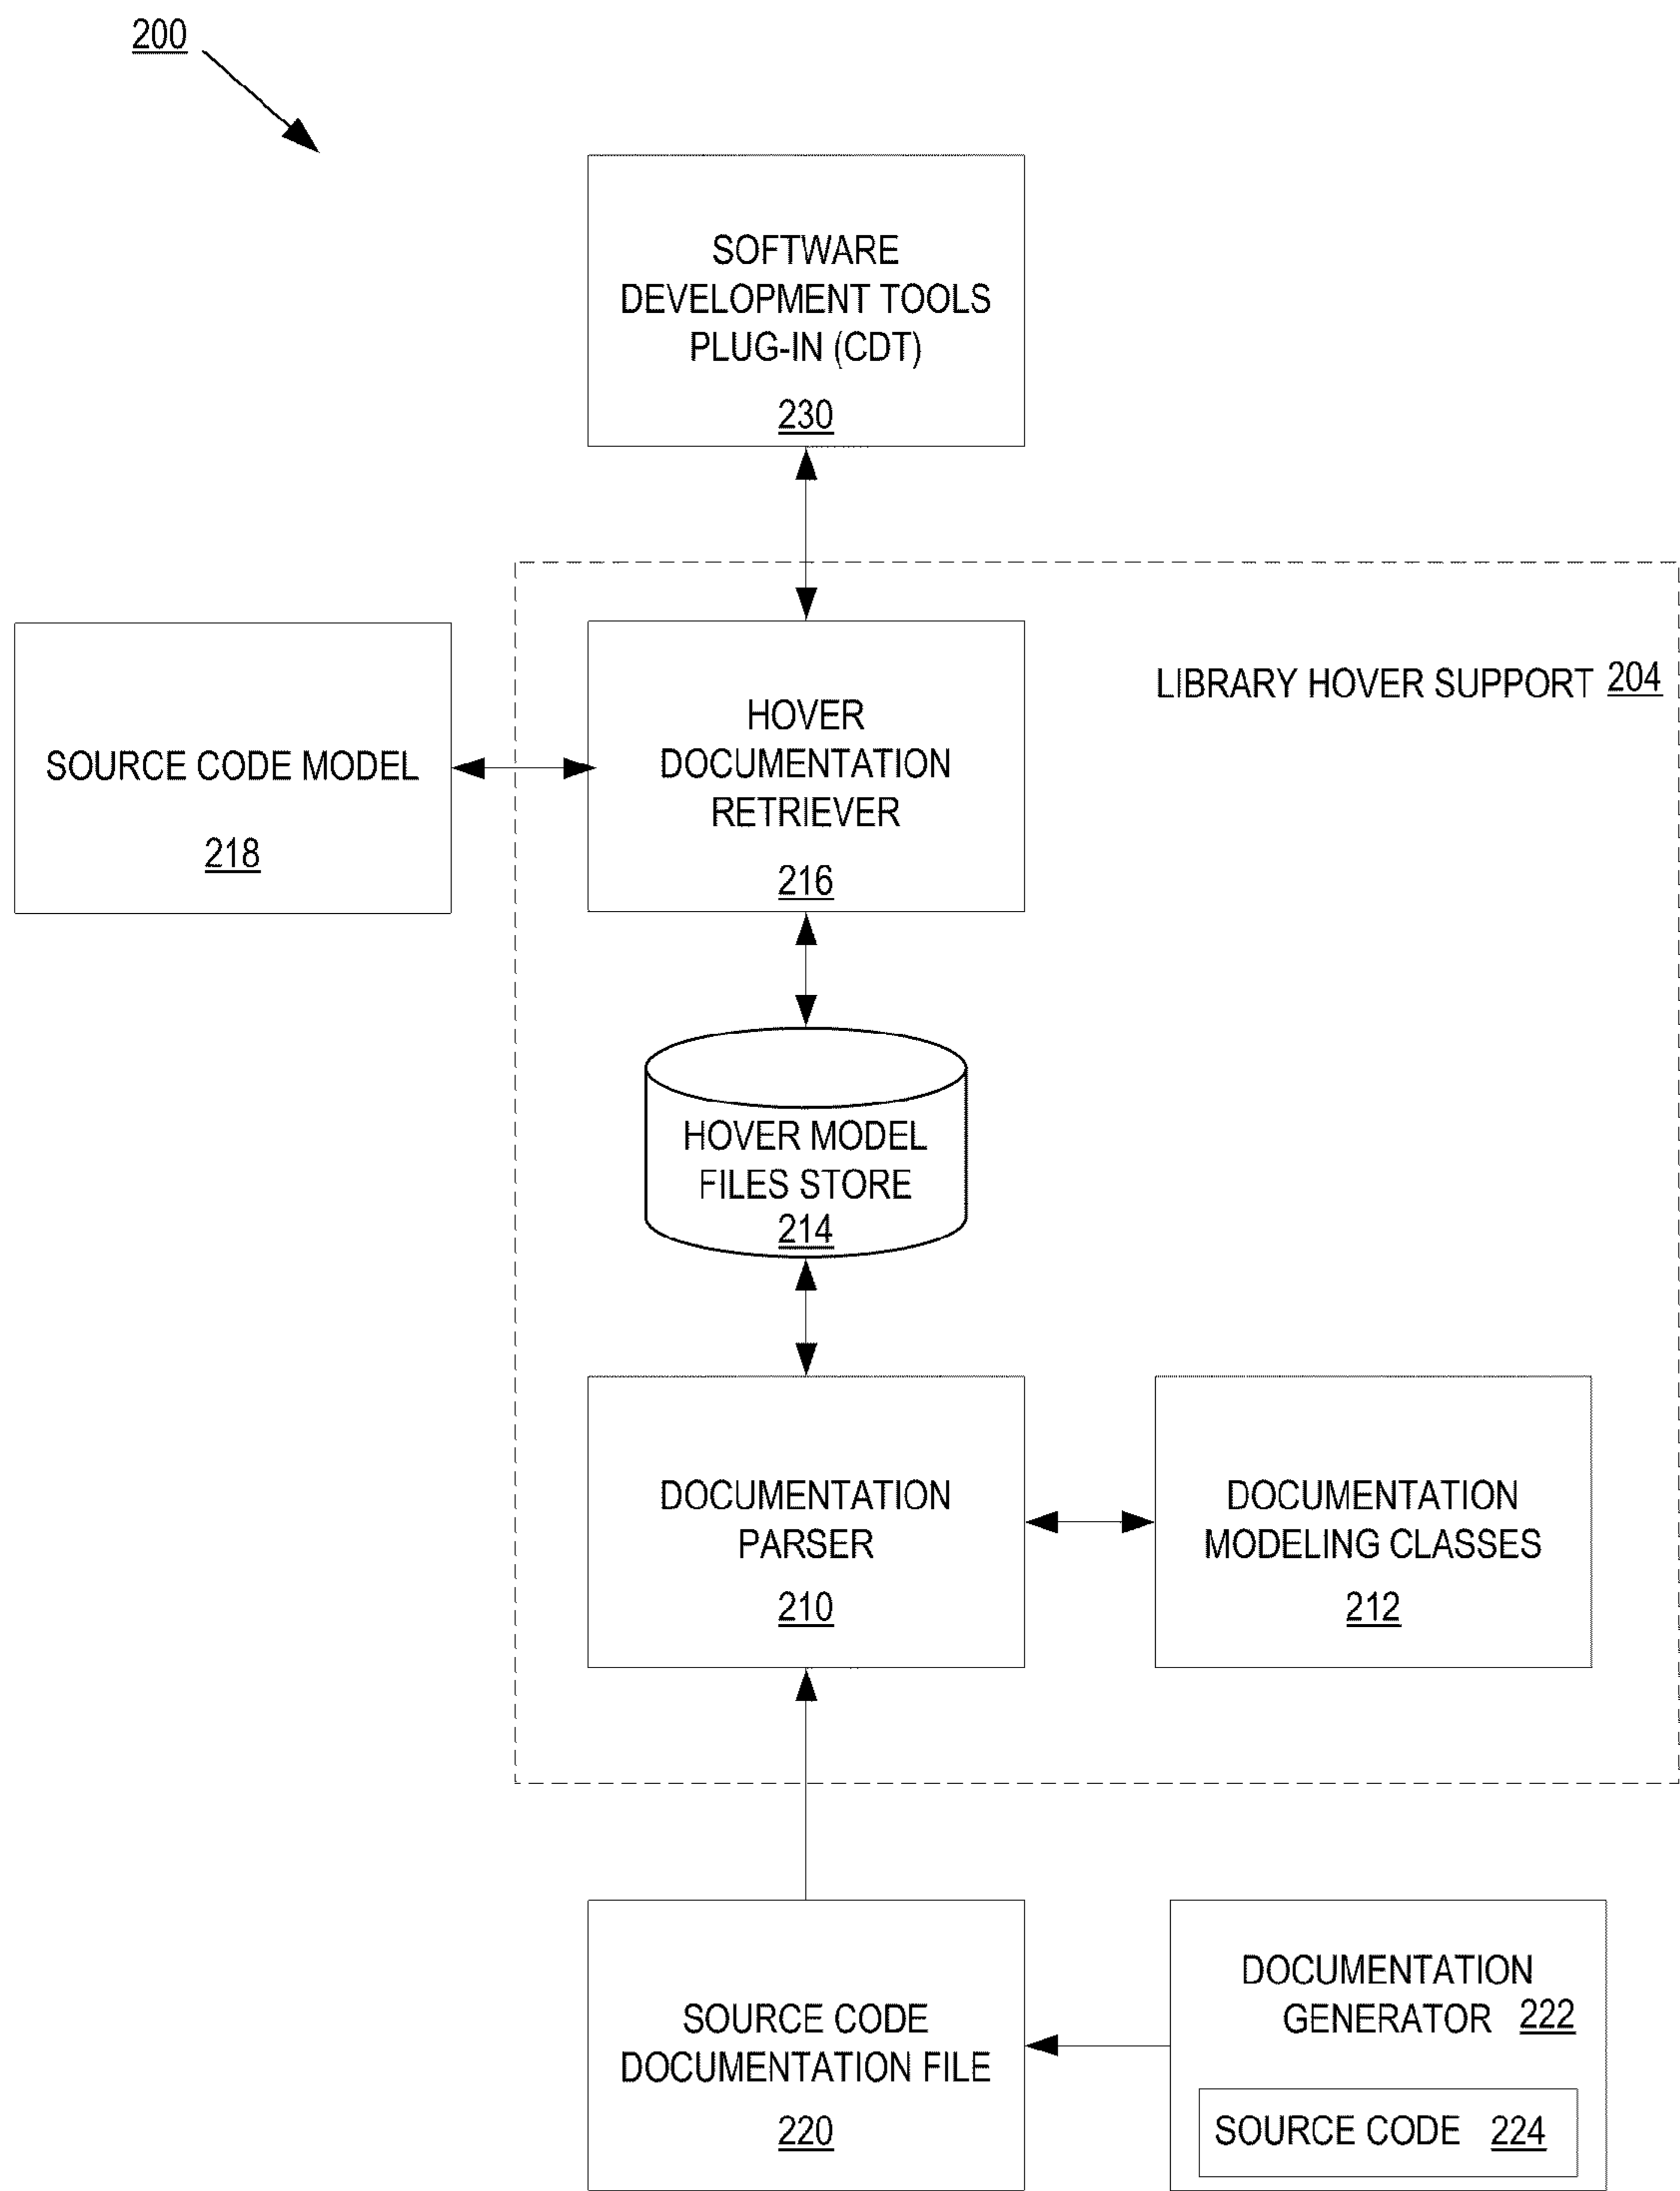 200
SOFTWARE
DEVELOPMENT TOOLS
PLUG-IN (CDT)
230
LIBRARY HOVER SUPPORT 204
SOURCE CODE MODEL
218
HOVER
DOCUMENTATION
RETRIEVER
216
HOVER MODEL
FILES STORE
214
DOCUMENTATION
PARSER
210
DOCUMENTATION
MODELING CLASSES
212
SOURCE CODE
DOCUMENTATION FILE
220
DOCUMENTATION
GENERATOR 222
SOURCE CODE 224